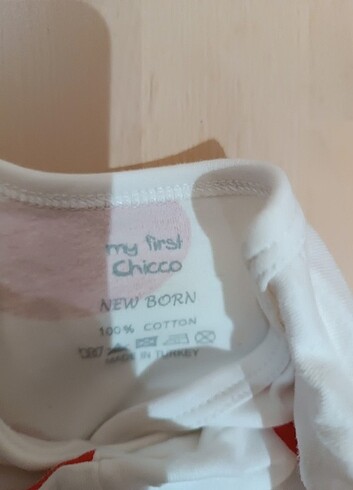 my first
Chicco
NEW BORN
100% COTTON
MADE IN TURKEY